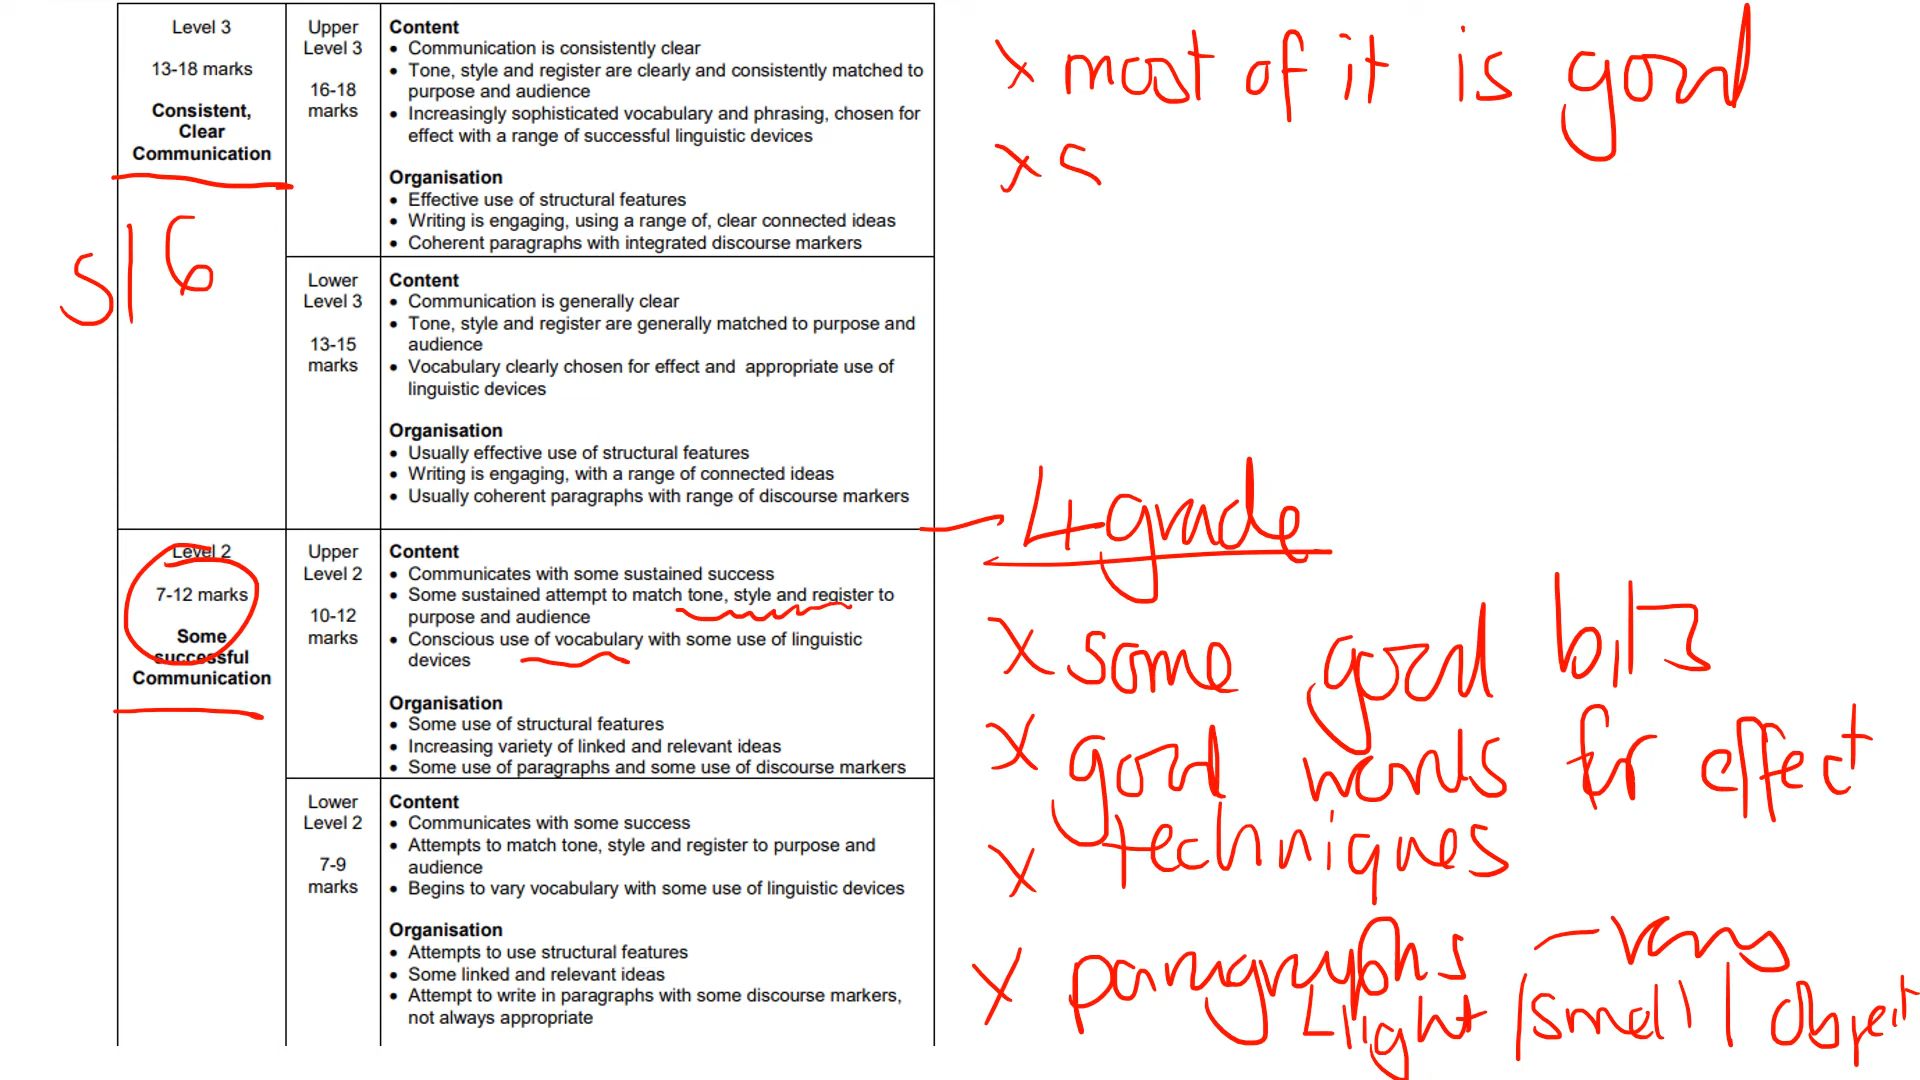 Level 3
13-18 marks
Consistent,
Clear
Communication
Upper
Level 3
16-18
marks
Content
• Communication is consistently clear
• Tone, style and register are clearly and consistently matched to
purpose and audience
• Increasingly sophisticated vocabulary and phrasing, chosen for
effect with a range of successful linguistic devices
Organisation
• Effective use of structural features
• Writing is engaging, using a range of, clear connected ideas
• Coherent paragraphs with integrated discourse markers
x most of it is good
x s
5/6
Lower
Level 3
13-15
marks
Content
• Communication is generally clear
• Tone, style and register are generally matched to purpose and
audience
• Vocabulary clearly chosen for effect and appropriate use of
linguistic devices
Organisation
• Usually effective use of structural features
• Writing is engaging, with a range of connected ideas
• Usually coherent paragraphs with range of discourse markers
4 grade
Level 2
7-12 marks
Some
successful
Communication
Upper
Level 2
10-12
marks
Content
• Communicates with some sustained success
• Some sustained attempt to match tone, style and register to
purpose and audience
• Conscious use of vocabulary with some use of linguistic
devices
Organisation
• Some use of structural features
• Increasing variety of linked and relevant ideas
• Some use of paragraphs and some use of discourse markers
x some good bits
x good words for effect
x techniques
Lower
Level 2
7-9
marks
Content
• Communicates with some success
• Attempts to match tone, style and register to purpose and
audience
• Begins to vary vocabulary with some use of linguistic devices
Organisation
• Attempts to use structural features
• Some linked and relevant ideas
• Attempt to write in paragraphs with some discourse markers,
not always appropriate
x paragraphs -
light / small / object